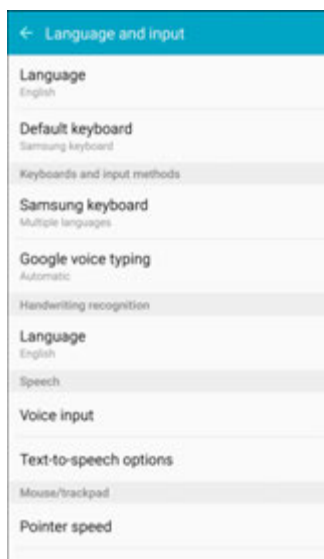 Language and input
Language
English
Default keyboard
Samsung keyboard
Keyboards and input methods
Samsung keyboard
Multiple languages
Google voice typing
Automatic
Handwriting recognition
Language
English
Speech
Voice input
Text-to-speech options
Mouse/trackpad
Pointer speed